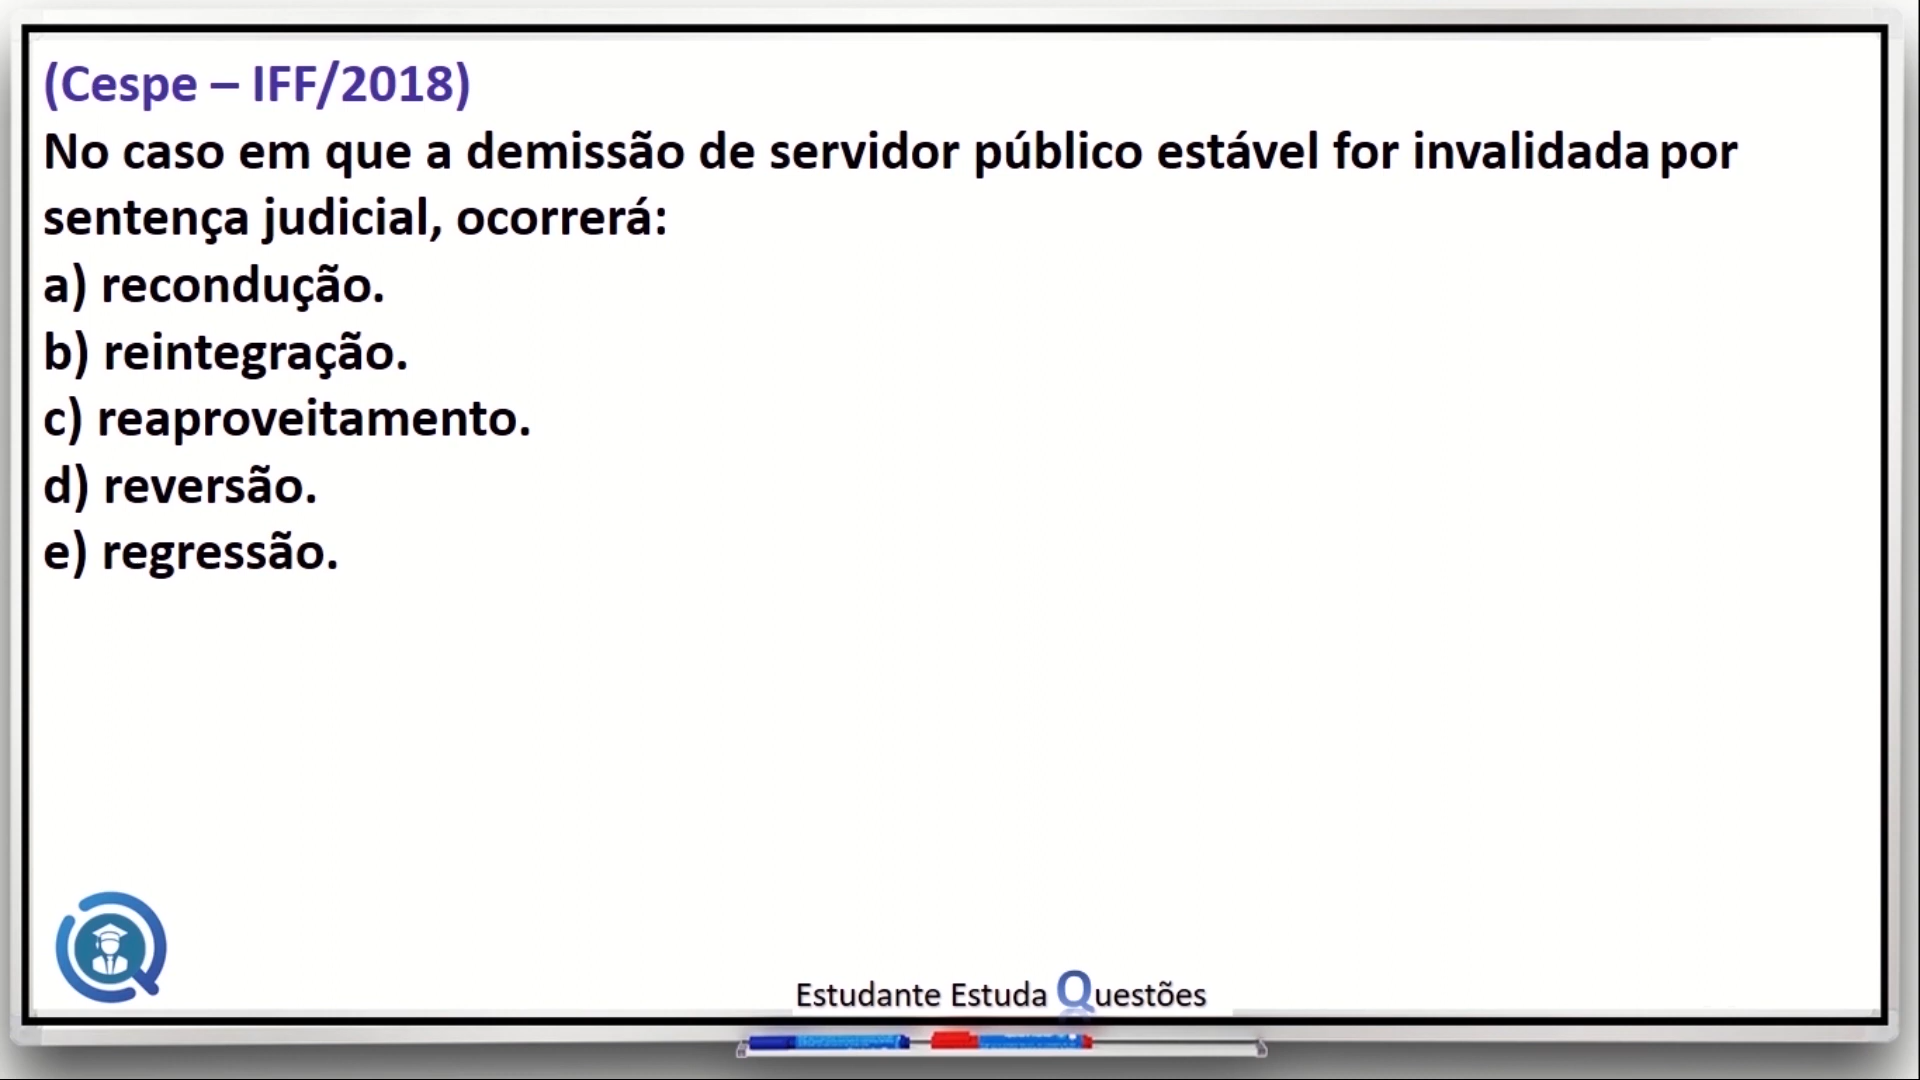 (Cespe – IFF/2018)
No caso em que a demissão de servidor público estável for invalidada por
sentença judicial, ocorrerá:
a) recondução.
b) reintegração.
c) reaproveitamento.
d) reversão.
e) regressão.
Estudante Estuda Questões